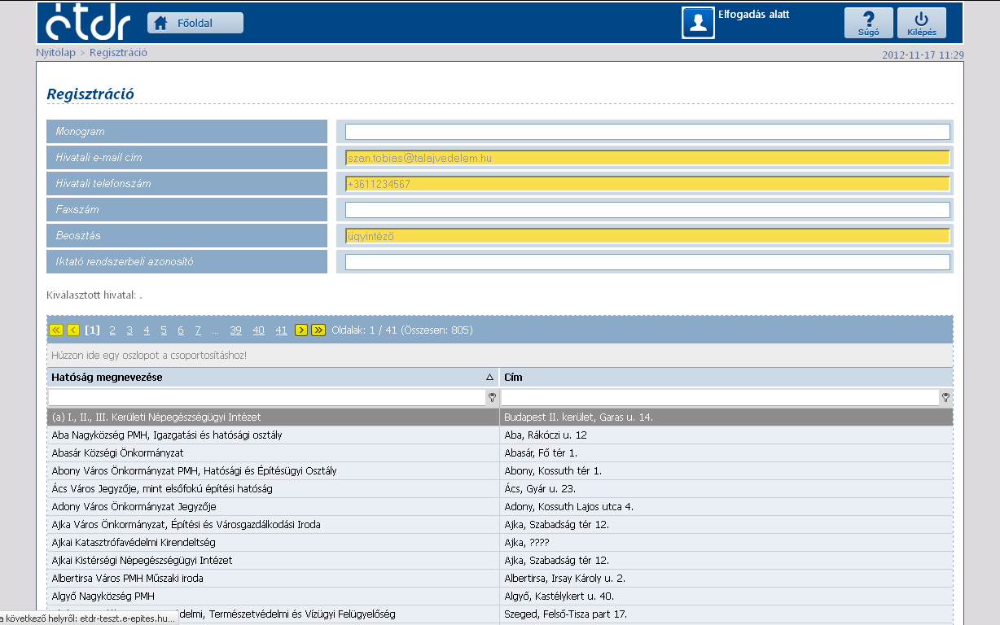 étdr Főoldal Elfogadás alatt Súgó Kilépés
Nyitólap > Regisztráció 2012-11-17 11:29
Regisztráció
Monogram
Hivatali e-mail cím szan.tobias@talajvedelem.hu
Hivatali telefonszám +3611234567
Faxszám
Beosztás ügyintéző
Iktató rendszerbeli azonosító
Kiválasztott hivatal: .
[1] 2 3 4 5 6 7 ... 39 40 41 Oldalak: 1 / 41 (Összesen: 805)
Húzzon ide egy oszlopot a csoportosításhoz!
Hatóság megnevezése Cím
(a) I., II., III. Kerületi Népegészségügyi Intézet Budapest II. kerület, Garas u. 14.
Aba Nagyközség PMH, Igazgatási és hatósági osztály Aba, Rákóczi u. 12
Abasár Községi Önkormányzat Abasár, Fő tér 1.
Abony Város Önkormányzat PMH, Hatósági és Építésügyi Osztály Abony, Kossuth tér 1.
Ács Város Jegyzője, mint elsőfokú építési hatóság Ács, Gyár u. 23.
Adony Város Önkormányzat Jegyzője Adony, Kossuth Lajos utca 4.
Ajka Város Önkormányzat, Építési és Városgazdálkodási Iroda Ajka, Szabadság tér 12.
Ajkai Katasztrófavédelmi Kirendeltség Ajka, ????
Ajkai Kistérségi Népegészségügyi Intézet Ajka, Szabadság tér 12.
Albertirsa Város PMH Műszaki iroda Albertirsa, Irsay Károly u. 2.
Algyő Nagyközség PMH Algyő, Kastélykert u. 40.
delmi, Természetvédelmi és Vízügyi Felügyelőség Szeged, Felső-Tisza part 17.
a következő helyről: etdr-teszt.e-epites.hu...